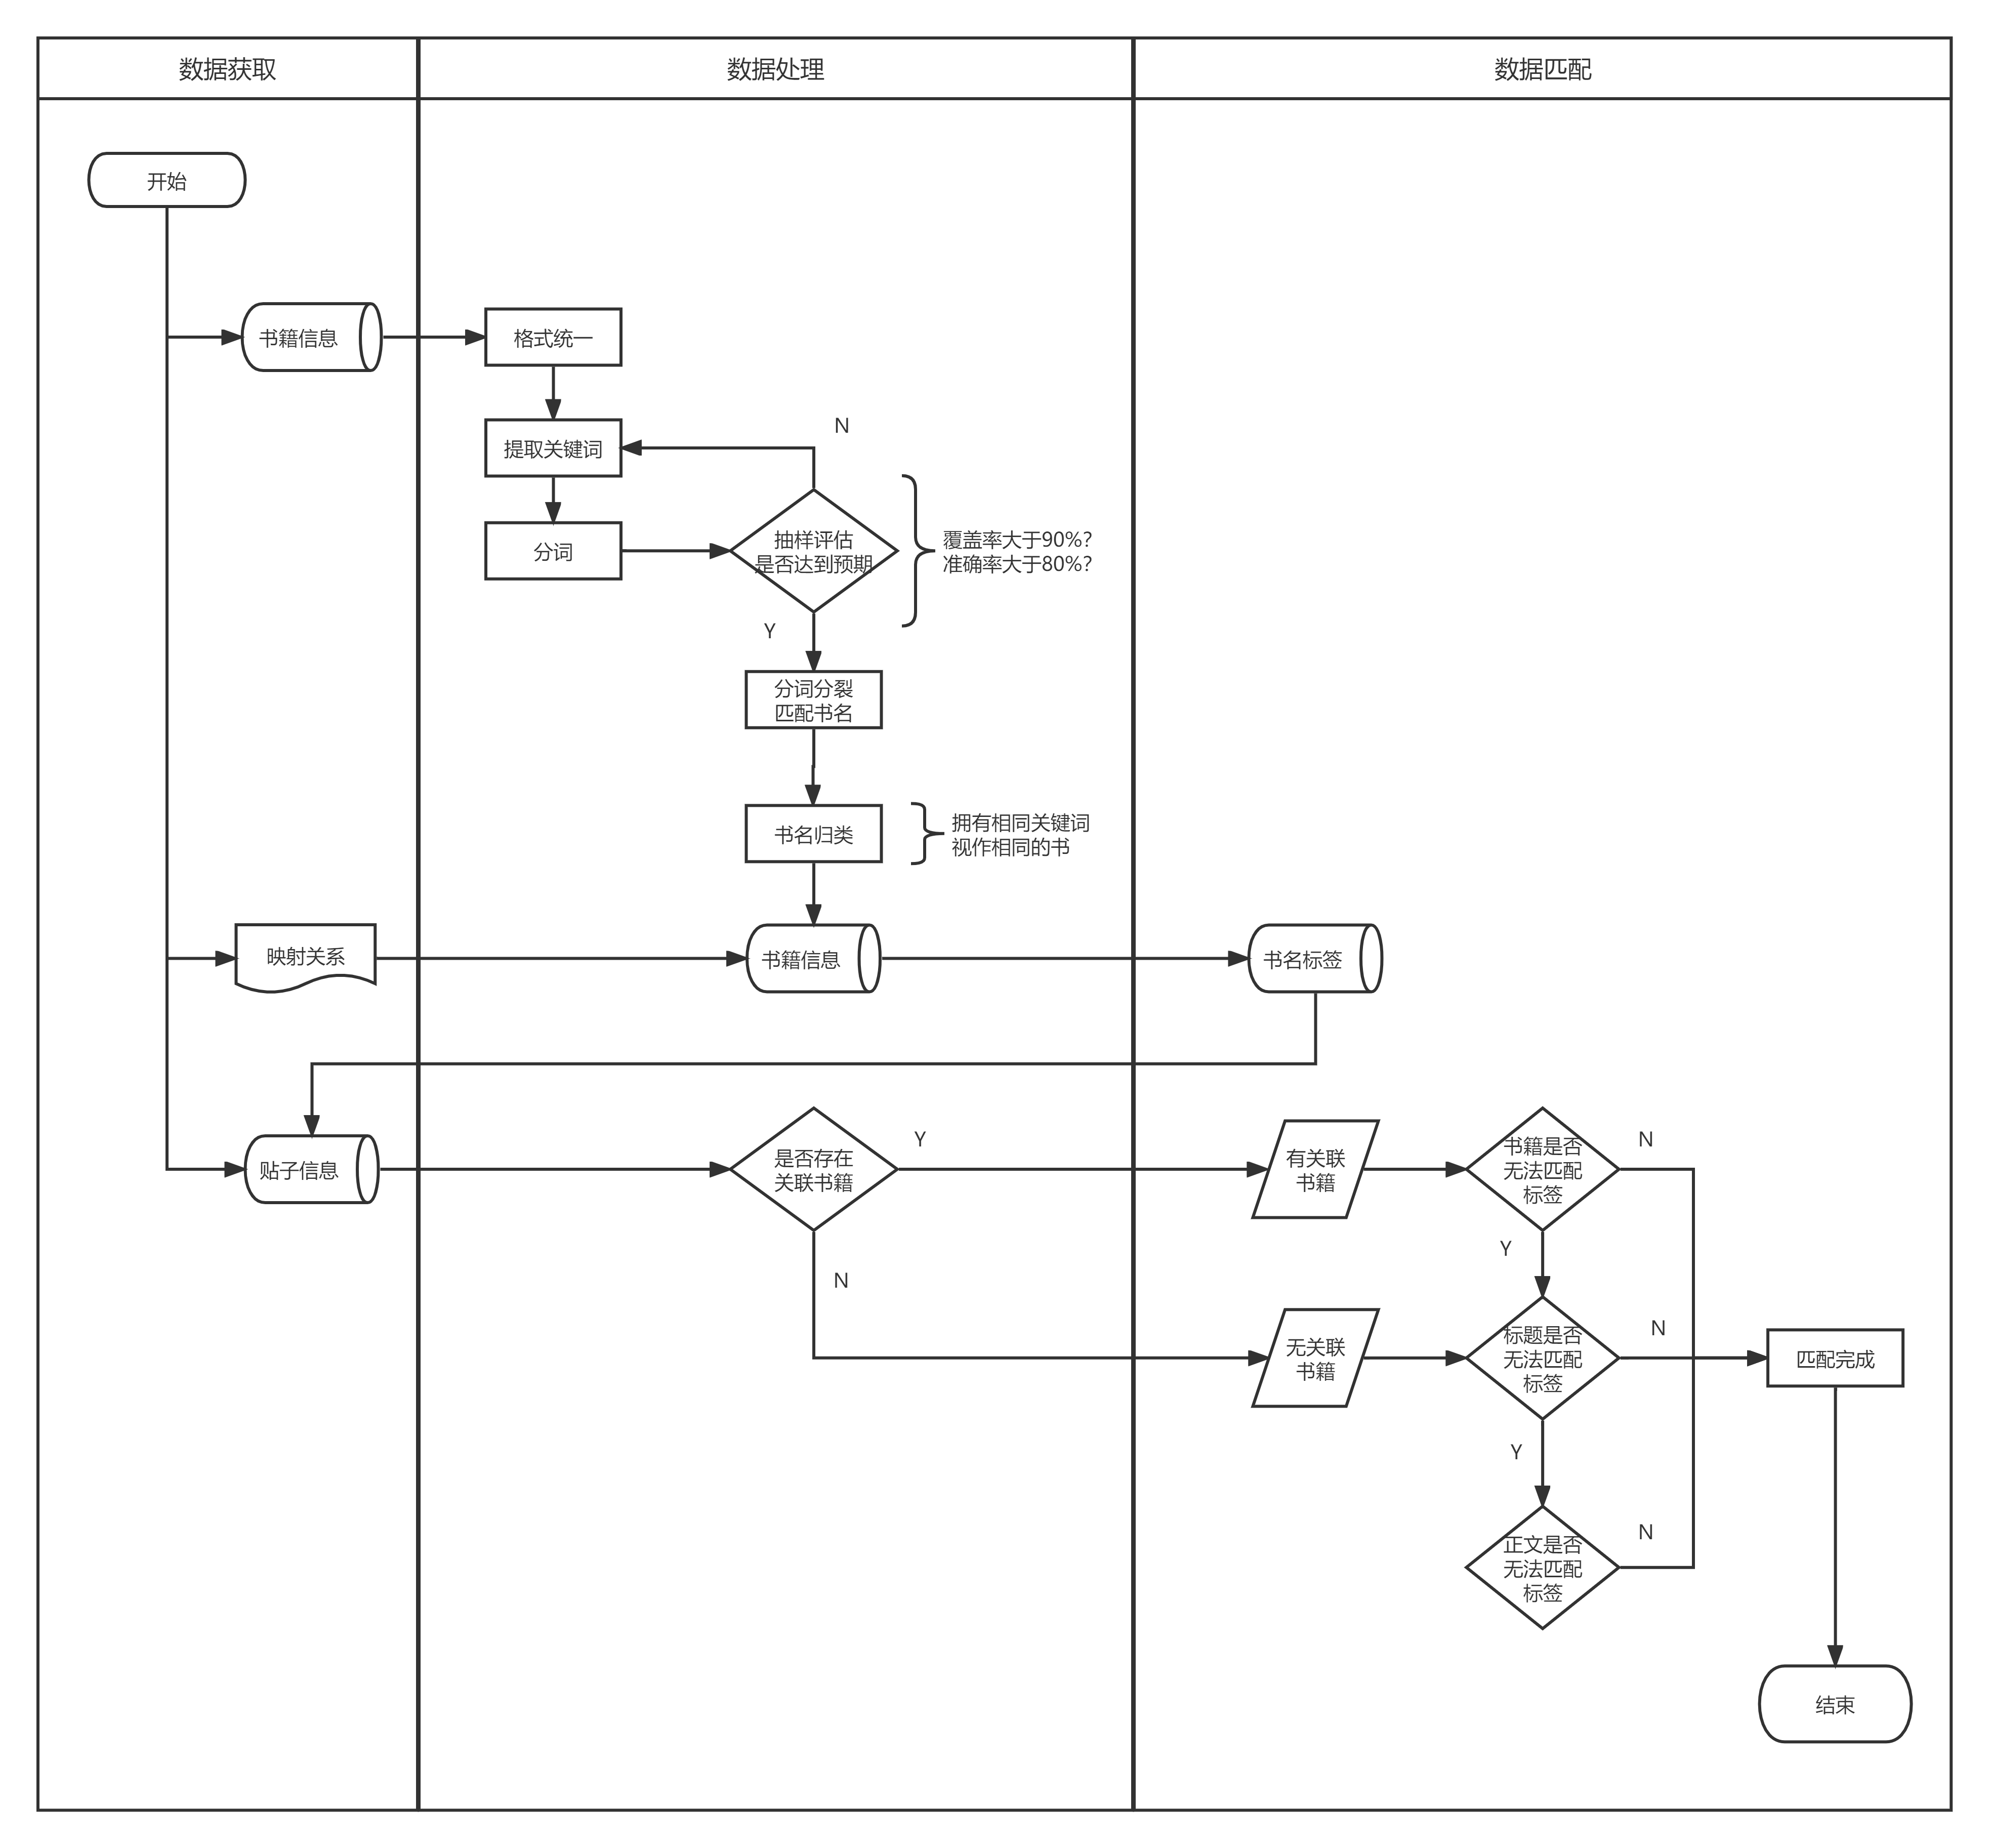 数据获取
数据处理
数据匹配
开始
书籍信息
格式统一
N
提取关键词
分词
抽样评估
是否达到预期
覆盖率大于90%?
准确率大于80%?
Y
分词分裂
匹配书名
书名归类
拥有相同关键词
视作相同的书
映射关系
书籍信息
书名标签
贴子信息
是否存在
关联书籍
Y
有关联
书籍
书籍是否
无法匹配
标签
N
Y
N
无关联
书籍
标题是否
无法匹配
标签
N
匹配完成
Y
正文是否
无法匹配
标签
N
结束